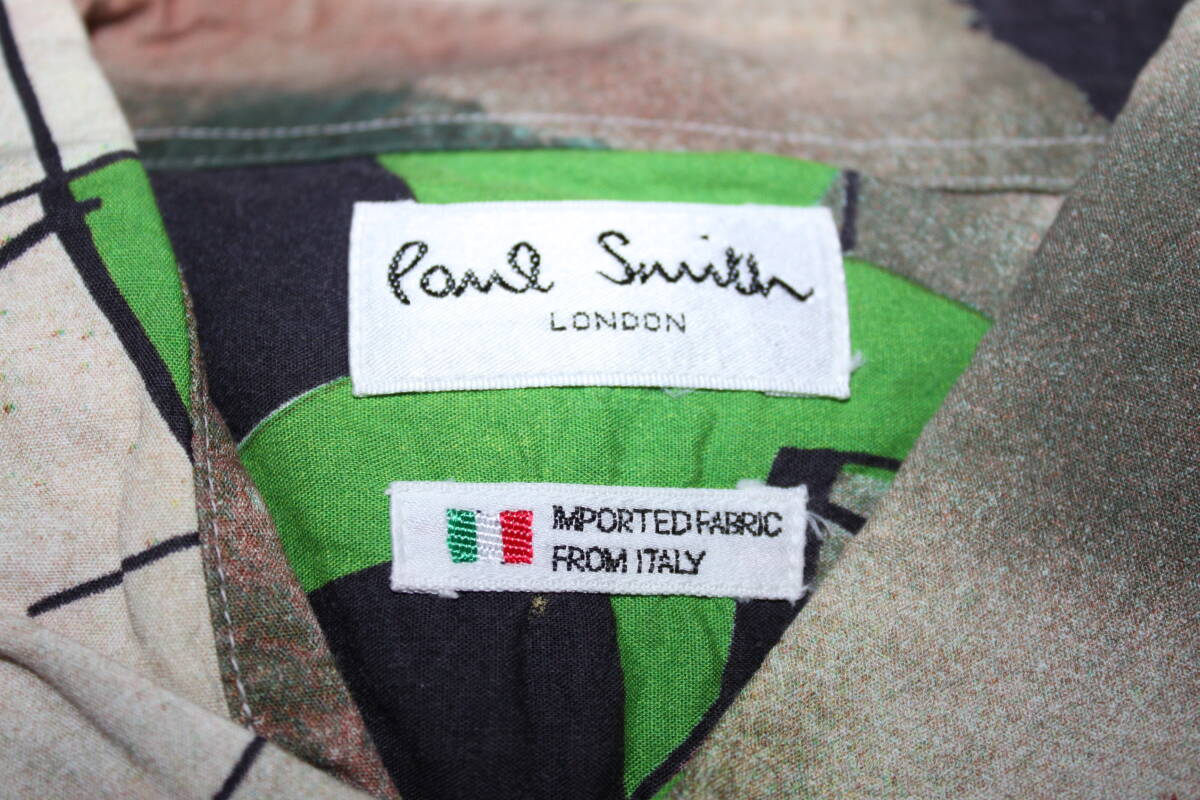 Paul Smith
LONDON
IMPORTED FABRIC
FROM ITALY